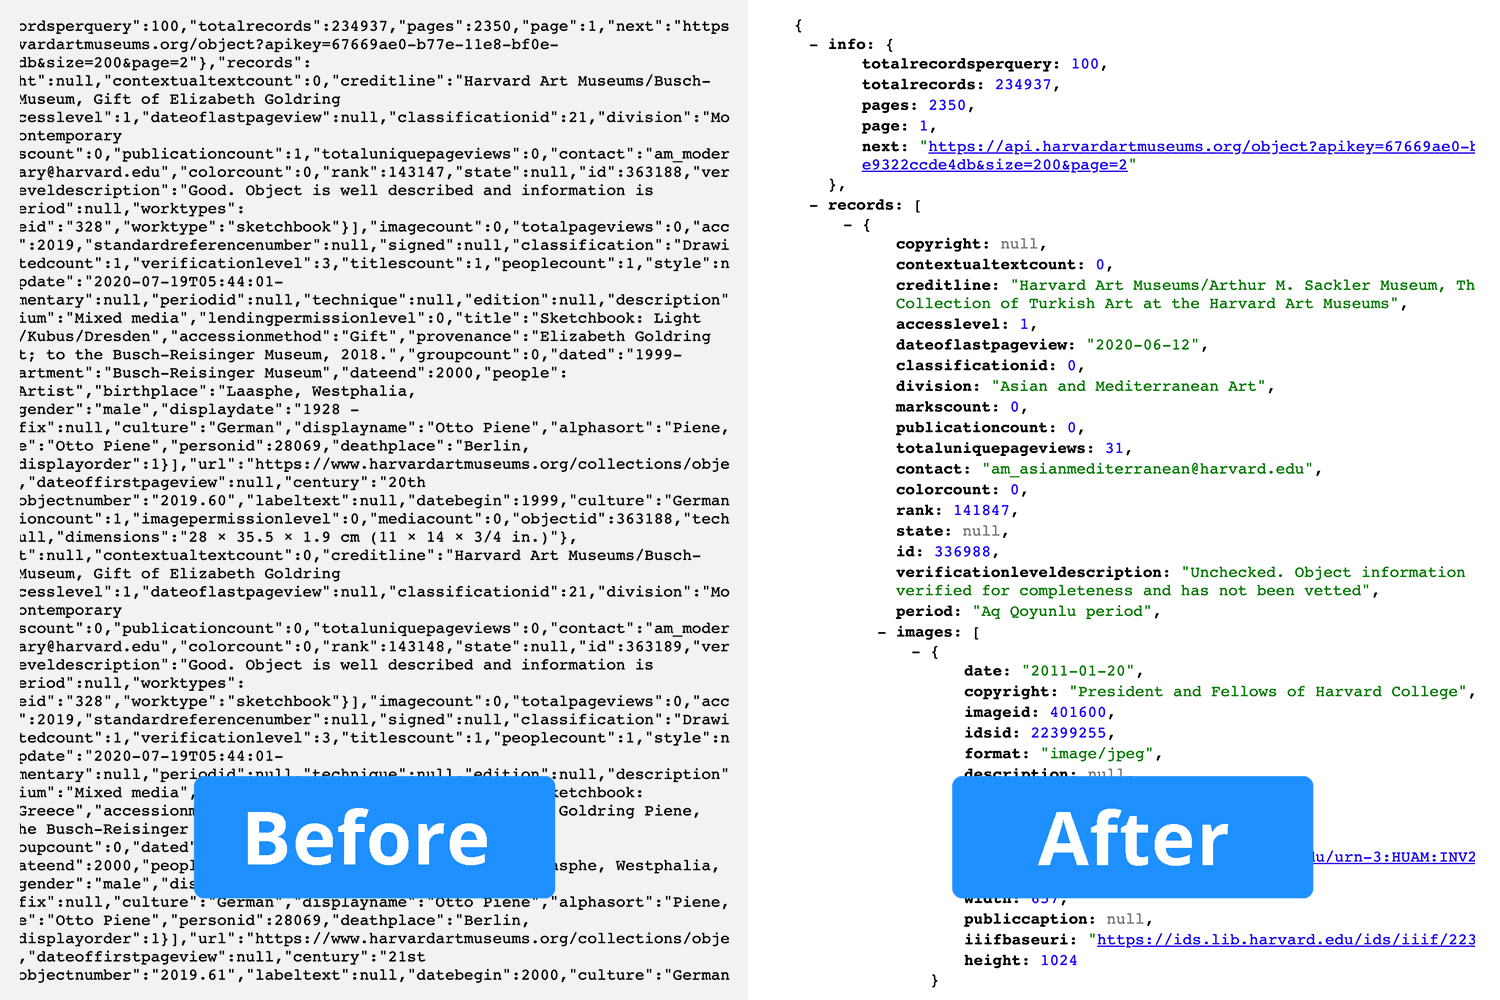 ordsperquery":100,"totalrecords":234937,"pages":2350,"page":1,"next":"https
vardartmuseums.org/object?apikey=67669ae0-b77e-11e8-bf0e-
db&size=200&page=2"},"records":
ht":null,"contextualtextcount":0,"creditline":"Harvard Art Museums/Busch-
Museum, Gift of Elizabeth Goldring
cesslevel":1,"dateoflastpageview":null,"classificationid":21,"division":"Mo
ontemporary
scount":0,"publicationcount":1,"totaluniquepageviews":0,"contact":"am_moder
ary@harvard.edu","colorcount":0,"rank":143147,"state":null,"id":363188,"ver
eveldescription":"Good. Object is well described and information is
eriod":null,"worktypes":
eid":"328","worktype":"sketchbook"}],"imagecount":0,"totalpageviews":0,"acc
":2019,"standardreferencenumber":null,"signed":null,"classification":"Drawi
tedcount":1,"verificationlevel":3,"titlescount":1,"peoplecount":1,"style":n
pdate":"2020-07-19T05:44:01-
mentary":null,"periodid":null,"technique":null,"edition":null,"description"
ium":"Mixed media","lendingpermissionlevel":0,"title":"Sketchbook: Light
/Kubus/Dresden","accessionmethod":"Gift","provenance":"Elizabeth Goldring
t; to the Busch-Reisinger Museum, 2018.","groupcount":0,"dated":"1999-
artment":"Busch-Reisinger Museum","dateend":2000,"people":
Artist","birthplace":"Laasphe, Westphalia,
gender":"male","displaydate":"1928 -
fix":null,"culture":"German","displayname":"Otto Piene","alphasort":"Piene,
e":"Otto Piene","personid":28069,"deathplace":"Berlin,
displayorder":1}],"url":"https://www.harvardartmuseums.org/collections/obje
,"dateoffirstpageview":null,"century":"20th
objectnumber":"2019.60","labeltext":null,"datebegin":1999,"culture":"German
ioncount":1,"imagepermissionlevel":0,"mediacount":0,"objectid":363188,"tech
ull,"dimensions":"28 × 35.5 × 1.9 cm (11 × 14 × 3/4 in.)"},
t":null,"contextualtextcount":0,"creditline":"Harvard Art Museums/Busch-
Museum, Gift of Elizabeth Goldring
cesslevel":1,"dateoflastpageview":null,"classificationid":21,"division":"Mo
ontemporary
scount":0,"publicationcount":0,"totaluniquepageviews":0,"contact":"am_moder
ary@harvard.edu","colorcount":0,"rank":143148,"state":null,"id":363189,"ver
eveldescription":"Good. Object is well described and information is
eriod":null,"worktypes":
eid":"328","worktype":"sketchbook"}],"imagecount":0,"totalpageviews":0,"acc
":2019,"standardreferencenumber":null,"signed":null,"classification":"Drawi
tedcount":1,"verificationlevel":3,"titlescount":1,"peoplecount":1,"style":n
pdate":"2020-07-19T05:44:01-
mentary":null,"periodid":null,"technique":null,"edition":null,"description"
ium":"Mixed media", ketchbook:
Greece","accessionm Goldring Piene,
he Busch-Reisinger
oupcount":0,"dated"
ateend":2000,"peopl asphe, Westphalia,
gender":"male","dis
fix":null,"culture":"German","displayname":"Otto Piene","alphasort":"Piene,
e":"Otto Piene","personid":28069,"deathplace":"Berlin,
displayorder":1}],"url":"https://www.harvardartmuseums.org/collections/obje
,"dateoffirstpageview":null,"century":"21st
objectnumber":"2019.61","labeltext":null,"datebegin":2000,"culture":"German
Before
{
- info: {
totalrecordsperquery: 100,
totalrecords: 234937,
pages: 2350,
page: 1,
next: "https://api.harvardartmuseums.org/object?apikey=67669ae0-b
e9322ccde4db&size=200&page=2"
},
- records: [
- {
copyright: null,
contextualtextcount: 0,
creditline: "Harvard Art Museums/Arthur M. Sackler Museum, Th
Collection of Turkish Art at the Harvard Art Museums",
accesslevel: 1,
dateoflastpageview: "2020-06-12",
classificationid: 0,
division: "Asian and Mediterranean Art",
markscount: 0,
publicationcount: 0,
totaluniquepageviews: 31,
contact: "am_asianmediterranean@harvard.edu",
colorcount: 0,
rank: 141847,
state: null,
id: 336988,
verificationleveldescription: "Unchecked. Object information
verified for completeness and has not been vetted",
period: "Aq Qoyunlu period",
- images: [
- {
date: "2011-01-20",
copyright: "President and Fellows of Harvard College",
imageid: 401600,
idsid: 22399255,
format: "image/jpeg",
description: null,
du/urn-3:HUAM:INV2
width: 657,
publiccaption: null,
iiifbaseuri: "https://ids.lib.harvard.edu/ids/iiif/223
height: 1024
}
After